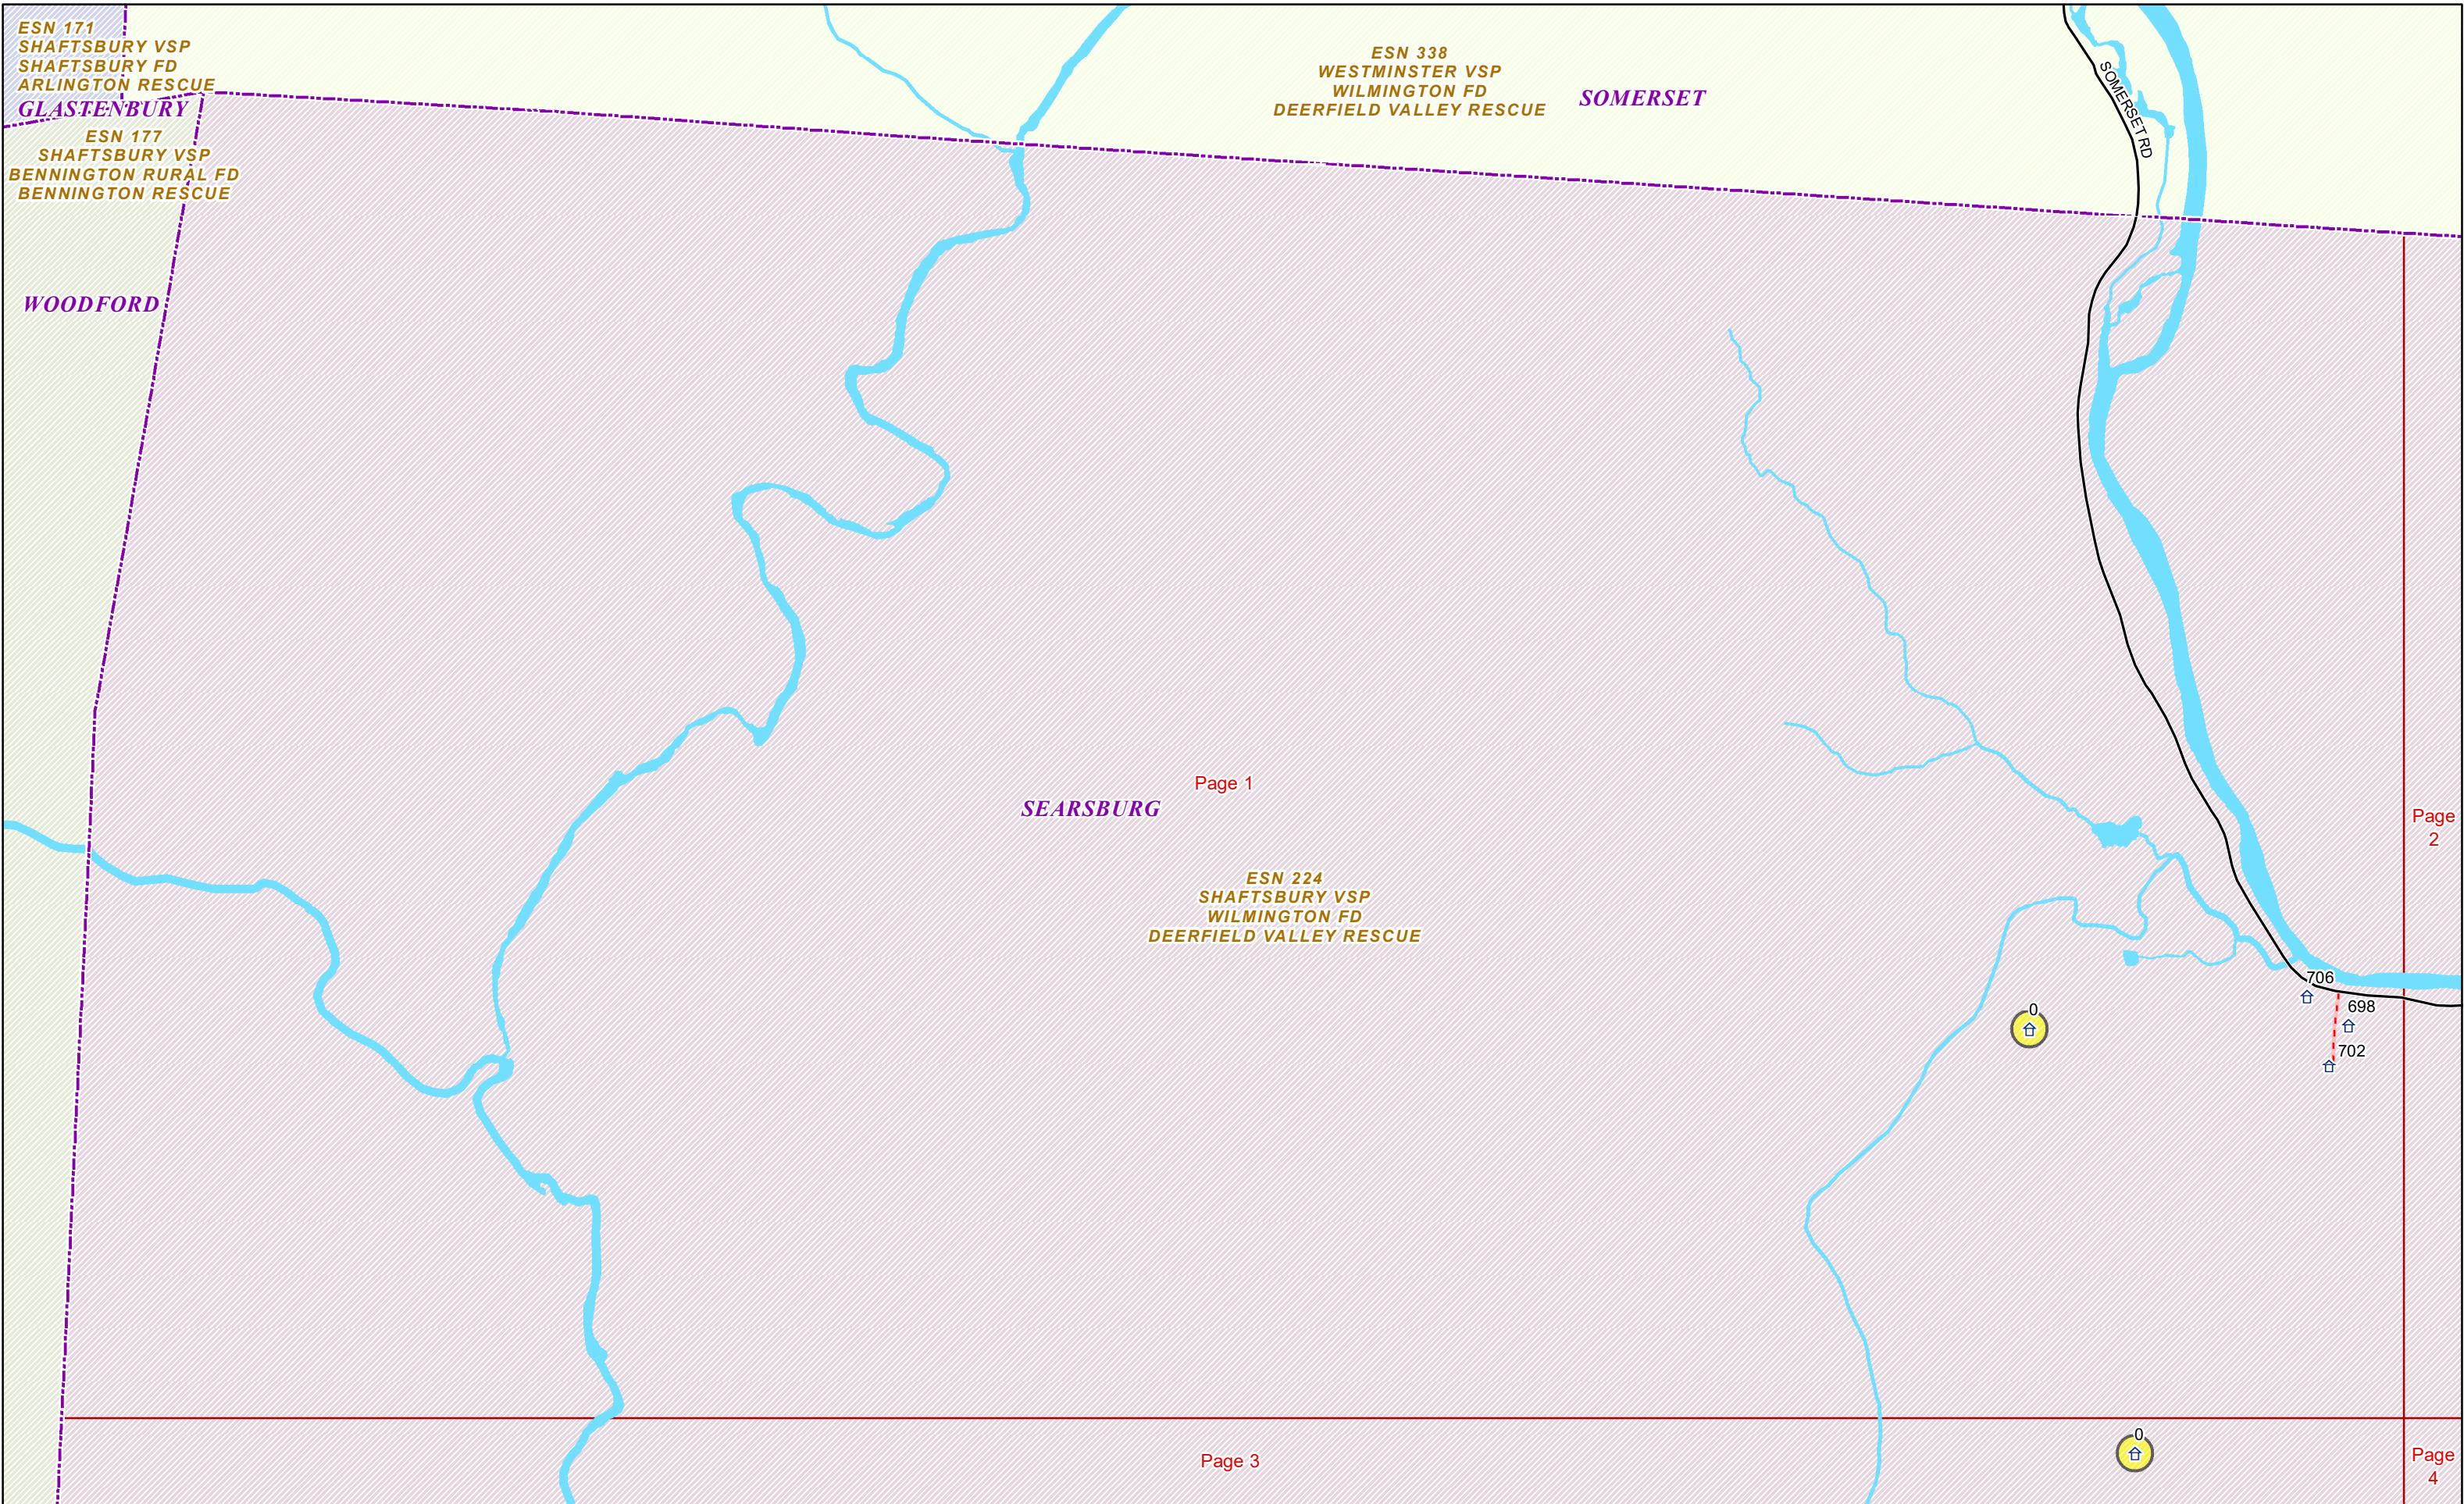 ESN 171
SHAFTSBURY VSP
SHAFTSBURY FD
ARLINGTON RESCUE
GLASTENBURY
ESN 177
SHAFTSBURY VSP
BENNINGTON RURAL FD
BENNINGTON RESCUE
WOODFORD
ESN 338
WESTMINSTER VSP
WILMINGTON FD
DEERFIELD VALLEY RESCUE
SOMERSET
SOMERSET RD
Page 1
SEARSBURG
Page
2
ESN 224
SHAFTSBURY VSP
WILMINGTON FD
DEERFIELD VALLEY RESCUE
706
698
0
702
0
Page 3
Page
4